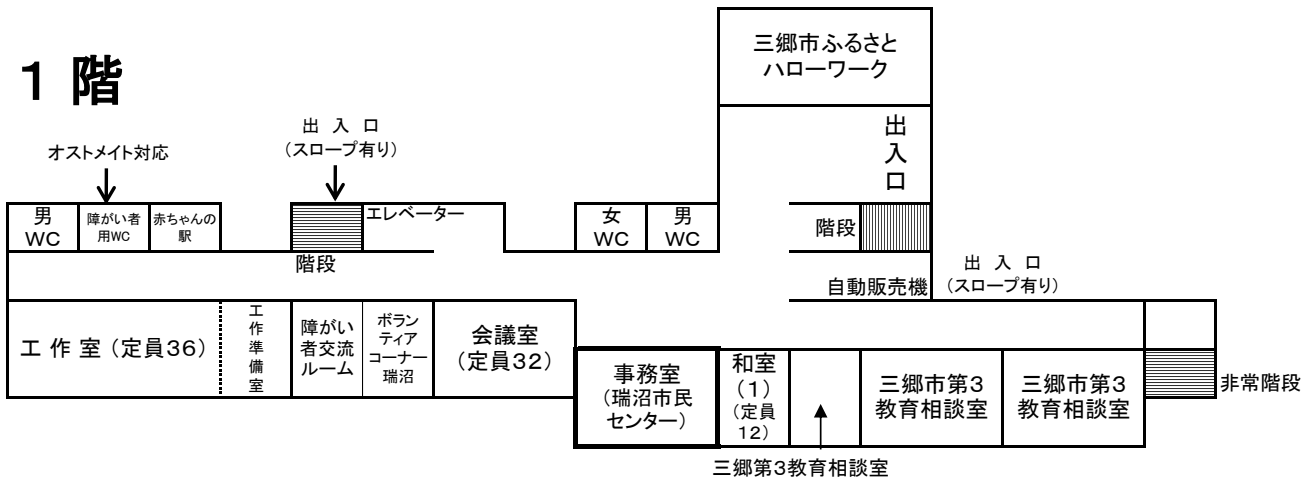 １ 階
三郷市ふるさと
ハローワーク
出
入
口
出 入 口
（スロープ有り）
オストメイト対応
男
WC
障がい者
用WC
赤ちゃんの
駅
階段
エレベーター
女
WC
男
WC
階段
自動販売機
出 入 口
（スロープ有り）
工 作 室 （定員36）
工
作
準
備
室
障がい
者交流
ルーム
ボラン
ティア
コーナー
瑞沼
会議室
（定員32）
事務室
（瑞沼市民
センター）
和室
（1）
（定員
12）
三郷第3教育相談室
三郷市第3
教育相談室
三郷市第3
教育相談室
非常階段